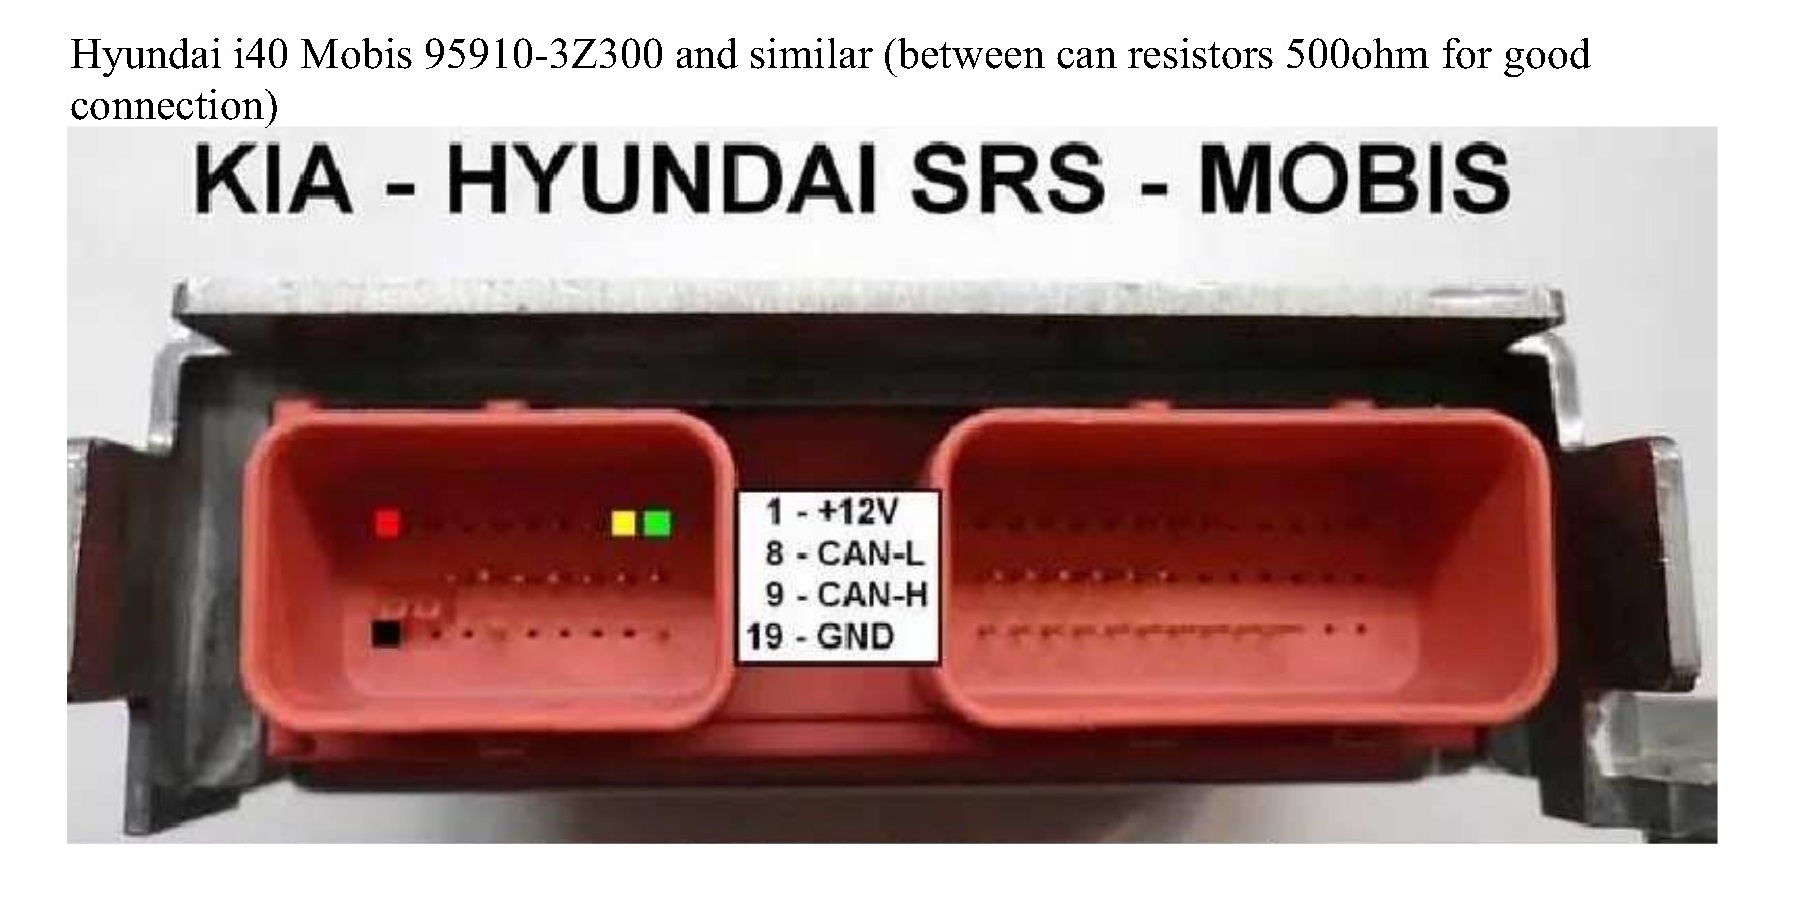 Hyundai i40 Mobis 95910-3Z300 and similar (between can resistors 500ohm for good
connection)
KIA - HYUNDAI SRS - MOBIS
1 - +12V
8 - CAN-L
9 - CAN-H
19 - GND